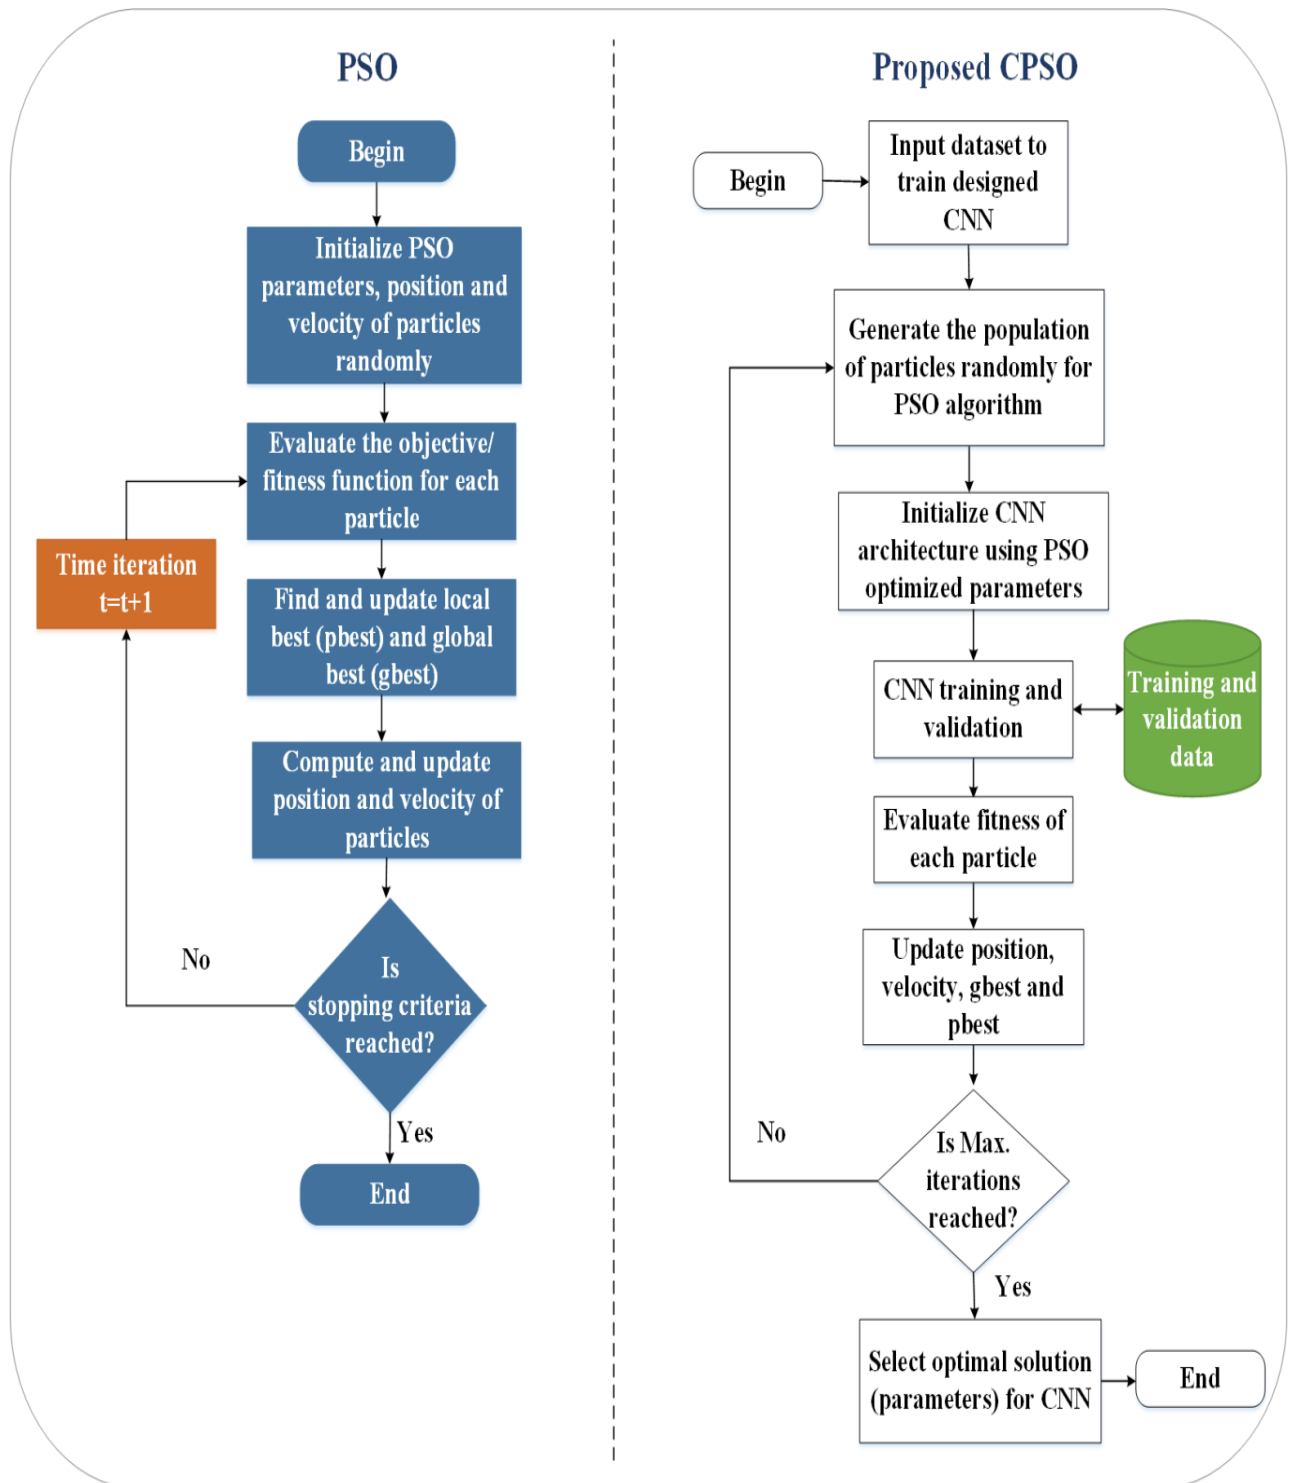 PSO
Begin
Initialize PSO
parameters, position and
velocity of particles
randomly
Evaluate the objective/
fitness function for each
particle
Time iteration
t=t+1
Find and update local
best (pbest) and global
best (gbest)
Compute and update
position and velocity of
particles
No
Is
stopping criteria
reached?
Yes
End
Proposed CPSO
Begin
Input dataset to
train designed
CNN
Generate the population
of particles randomly for
PSO algorithm
Initialize CNN
architecture using PSO
optimized parameters
CNN training and
validation
Training and
validation
data
Evaluate fitness of
each particle
Update position,
velocity, gbest and
pbest
No
Is Max.
iterations
reached?
Yes
Select optimal solution
(parameters) for CNN
End